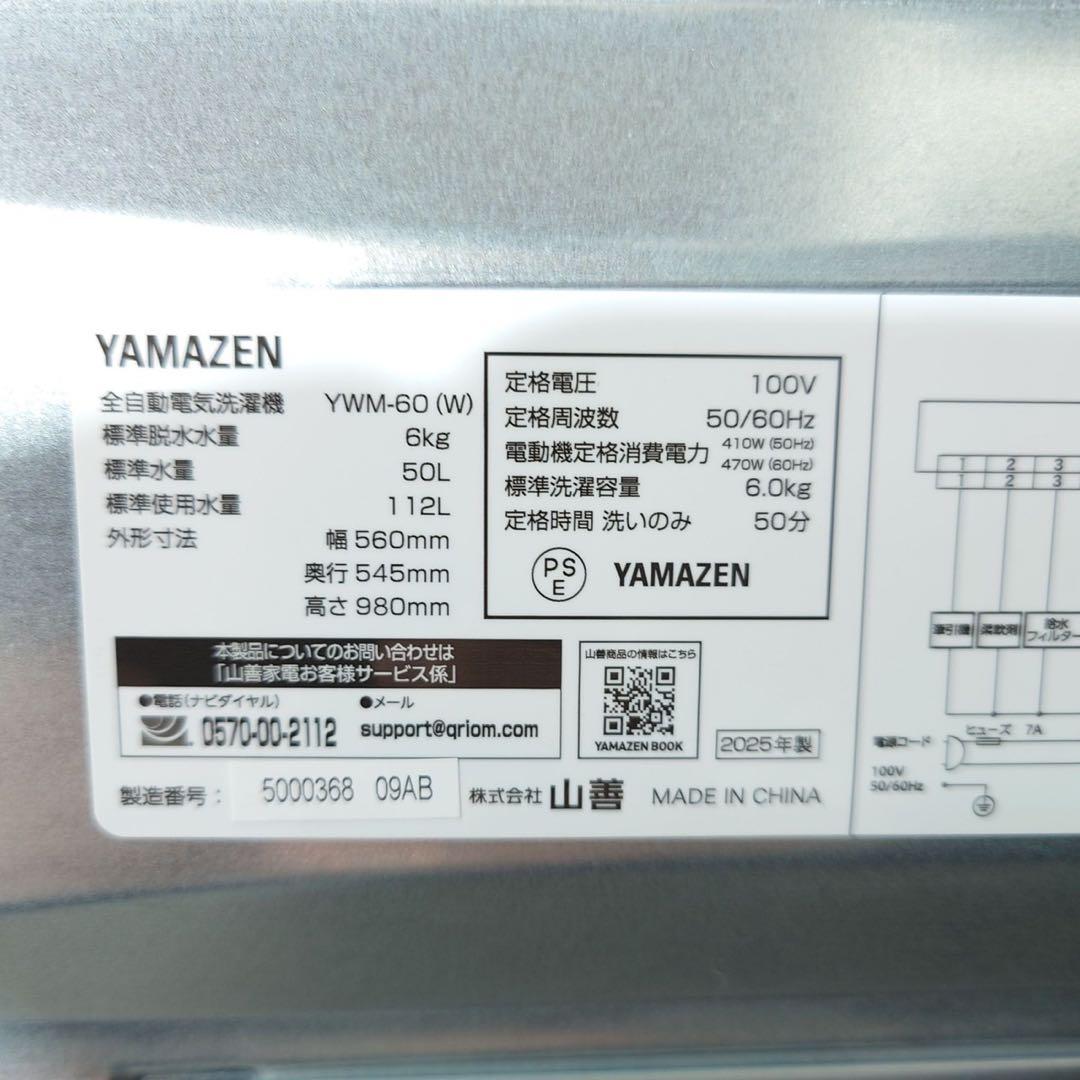 YAMAZEN
全自動電気洗濯機 YWM-60 (W)
標準脱水水量 6kg
標準水量 50L
標準使用水量 112L
外形寸法 幅 560mm
奥行 545mm
高さ 980mm
定格電圧 100V
定格周波数 50/60Hz
電動機定格消費電力 410W (50Hz)
470W (60Hz)
標準洗濯容量 6.0kg
定格時間 洗いのみ 50分
PS
E
YAMAZEN
本製品についてのお問い合わせは
「山善家電お客様サービス係」
●電話(ナビダイヤル) ●メール
0570-00-2112 support@qriom.com
山善商品の情報はこちら
YAMAZEN BOOK
2025年製
製造番号: 5000368 09AB 株式会社 山善 MADE IN CHINA
1 2 3
1 2 3
柔軟剤
給水
フィルター
ヒューズ 7A
電源コード
100V
50/60Hz